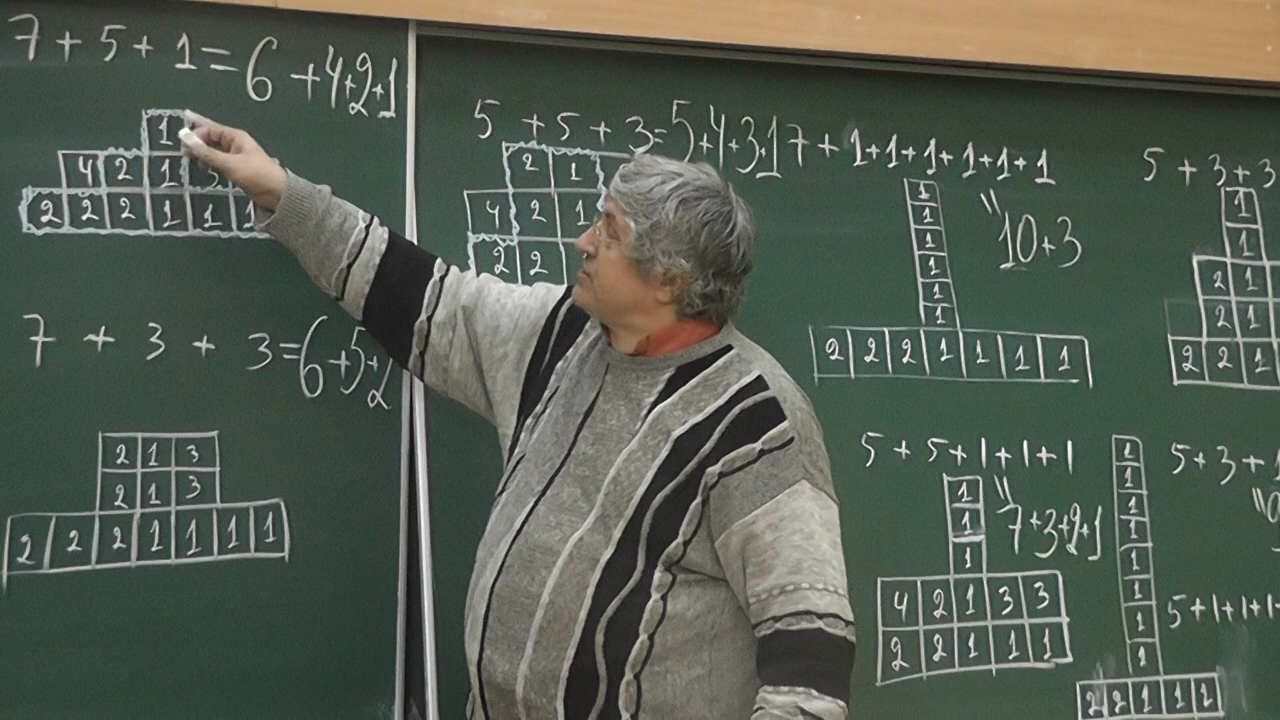 7 + 5 + 1 = 6 + 4+2+1
1
4 2 1 3
2 2 2 1 1 1
7 + 3 + 3 = 6+5+2
2 1 3
2 1 3
2 2 2 1 1 1 1
5 + 5 + 3 = 5+4+3+1
2 1
4 2 1
2 2
7 + 1+1+1+1+1+1
"
10+3
1
1
1
1
1
1
2 2 2 1 1 1 1
5 + 3 + 3
1
1
2 1
2 1
2 2 1
5 + 5+1+1+1
"
7+3+2+1
1
1
1
4 2 1 3 3
2 2 1 1 1
5+3+
5+1+1+1
1
1
1
1
1
1
1
1
2 2 1 1 1